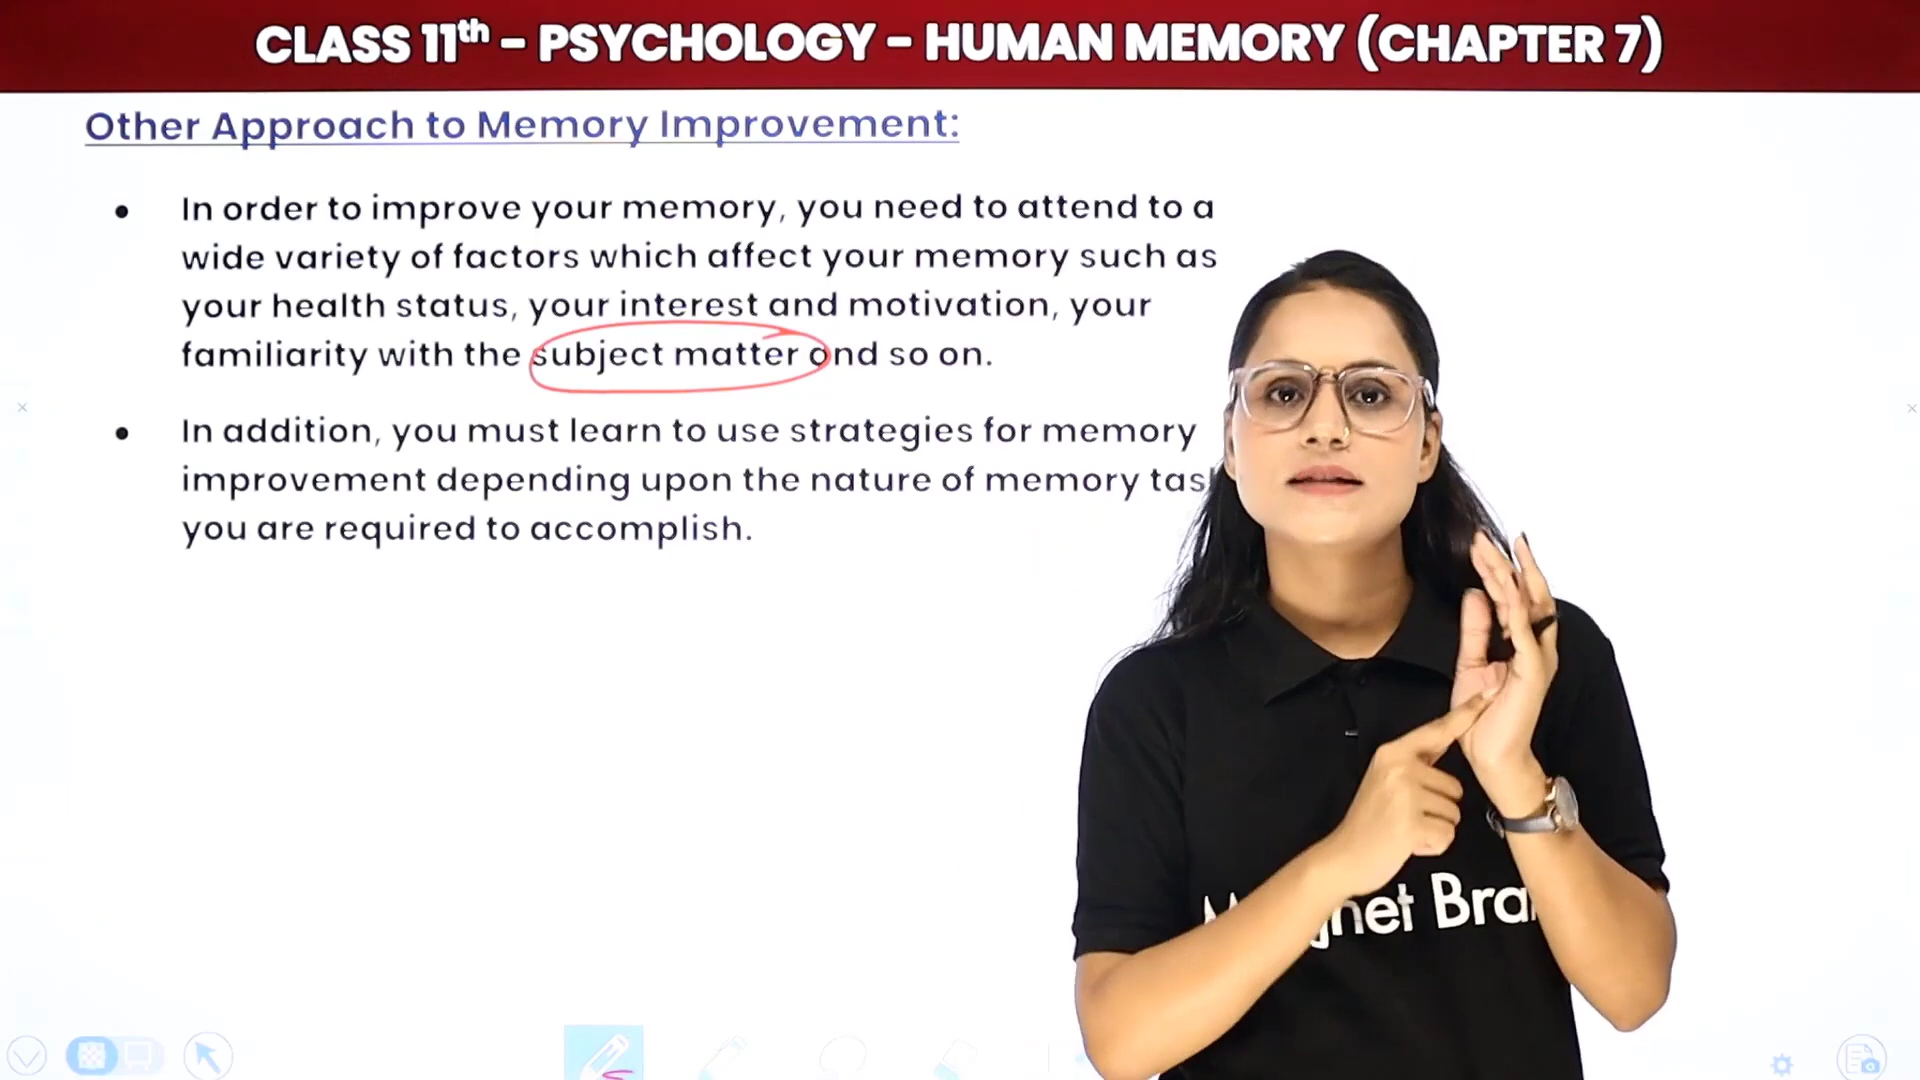 CLASS 11th – PSYCHOLOGY – HUMAN MEMORY (CHAPTER 7)
Other Approach to Memory Improvement:
• In order to improve your memory, you need to attend to a
wide variety of factors which affect your memory such as
your health status, your interest and motivation, your
familiarity with the subject matter and so on.
• In addition, you must learn to use strategies for memory
improvement depending upon the nature of memory
you are required to accomplish.